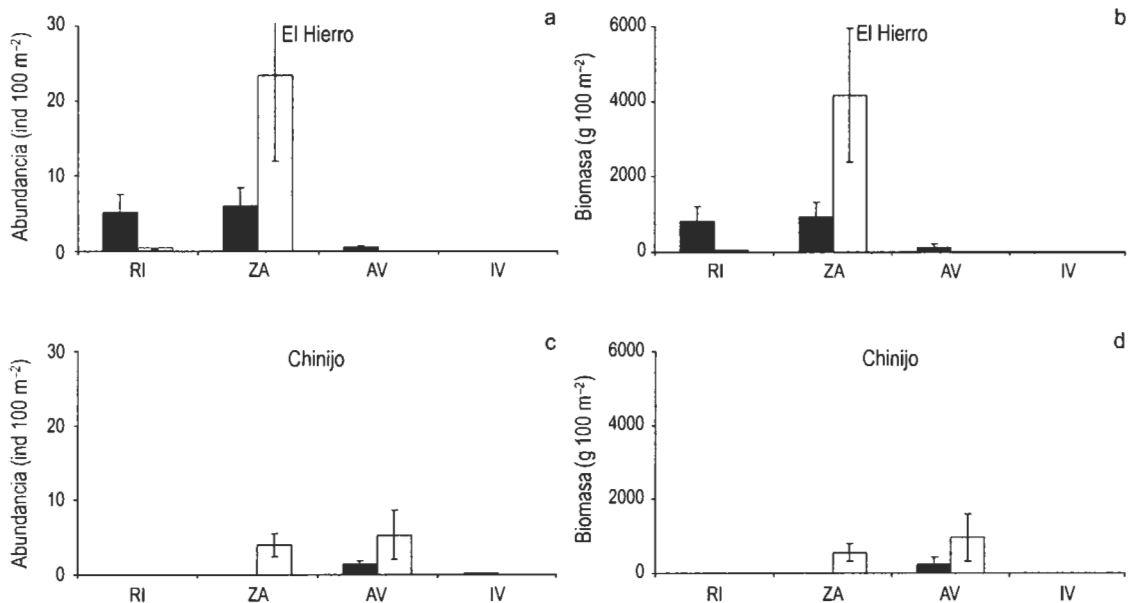 a
El Hierro
Abundancia (ind 100 m⁻²)
30
20
10
0
RI ZA AV IV
b
El Hierro
Biomasa (g 100 m⁻²)
6000
4000
2000
0
RI ZA AV IV
c
Chinijo
Abundancia (ind 100 m⁻²)
30
20
10
0
RI ZA AV IV
d
Chinijo
Biomasa (g 100 m⁻²)
6000
4000
2000
0
RI ZA AV IV